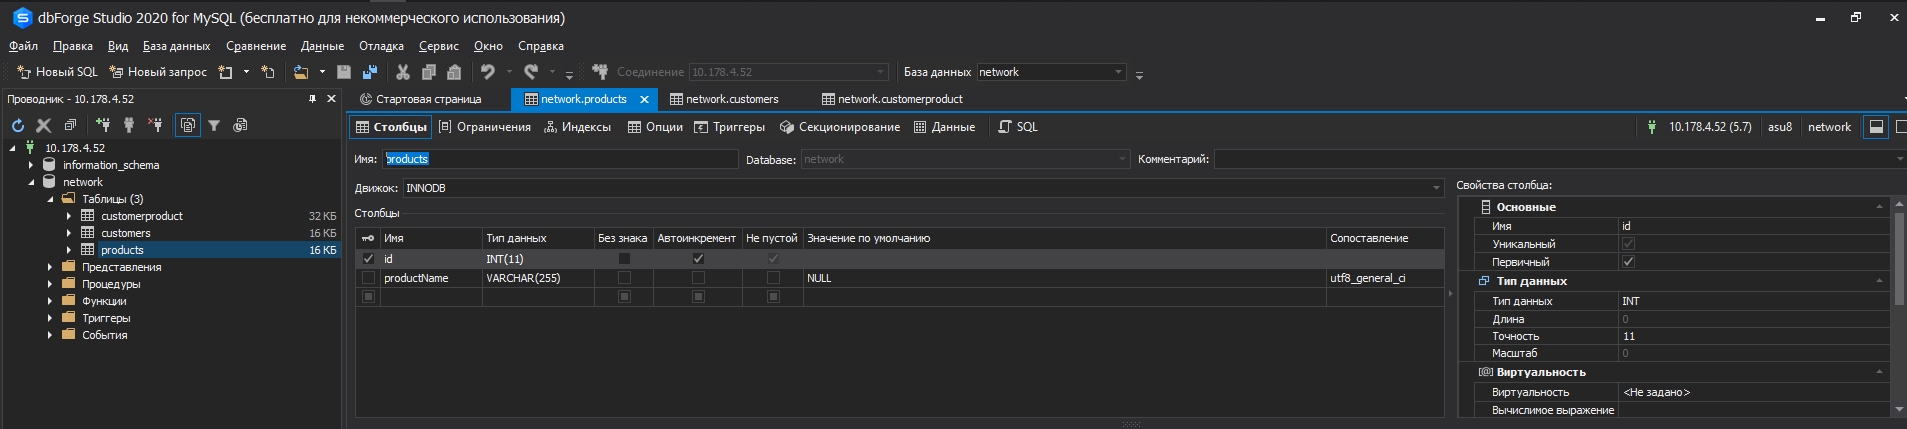 dbForge Studio 2020 for MySQL (бесплатно для некоммерческого использования)
Файл Правка Вид База данных Сравнение Данные Отладка Сервис Окно Справка
Новый SQL Новый запрос Соединение 10.178.4.52 База данных network
Проводник - 10.178.4.52
Стартовая страница network.products network.customers network.customerproduct
Столбцы Ограничения Индексы Опции Триггеры Секционирование Данные SQL 10.178.4.52 (5.7) asu8 network
10.178.4.52
information_schema
network
Таблицы (3)
customerproduct 32 КБ
customers 16 КБ
products 16 КБ
Представления
Процедуры
Функции
Триггеры
События
Имя: products Database: network Комментарий:
Движок: INNODB
Столбцы
Имя Тип данных Без знака Автоинкремент Не пустой Значение по умолчанию Сопоставление
id INT(11)
productName VARCHAR(255) NULL utf8_general_ci
Свойства столбца:
Основные
Имя id
Уникальный
Первичный
Тип данных
Тип данных INT
Длина 0
Точность 11
Масштаб 0
Виртуальность
Виртуальность <Не задано>
Вычислимое выражение